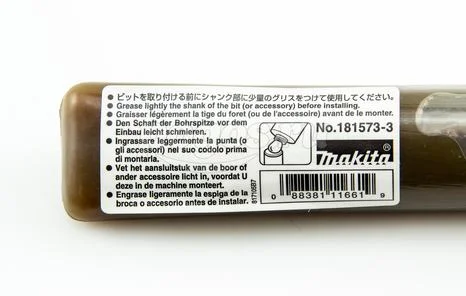 ● ビットを取り付ける前にシャンク部に少量のグリスをつけて使用してください。
● Grease lightly the shank of the bit (or accessory) before installing.
● Graisser légèrement la tige du foret (ou de l'accessoire) avant de le monter.
● Den Schaft der Bohrspitze vor dem
Einbau leicht schmieren.
● Ingrassare leggermente la punta (o
gli accessori) nel suo codolo prima di
montarla.
● Vet het aansluitstuk van de boor of
ander accessoire licht in, voordat U
deze in de machine monteert.
● Engrase ligeramente la espiga de la
broca o accesorio antes de instalar.
No.181573-3
makita®
817105B7
0 88381 11661 9